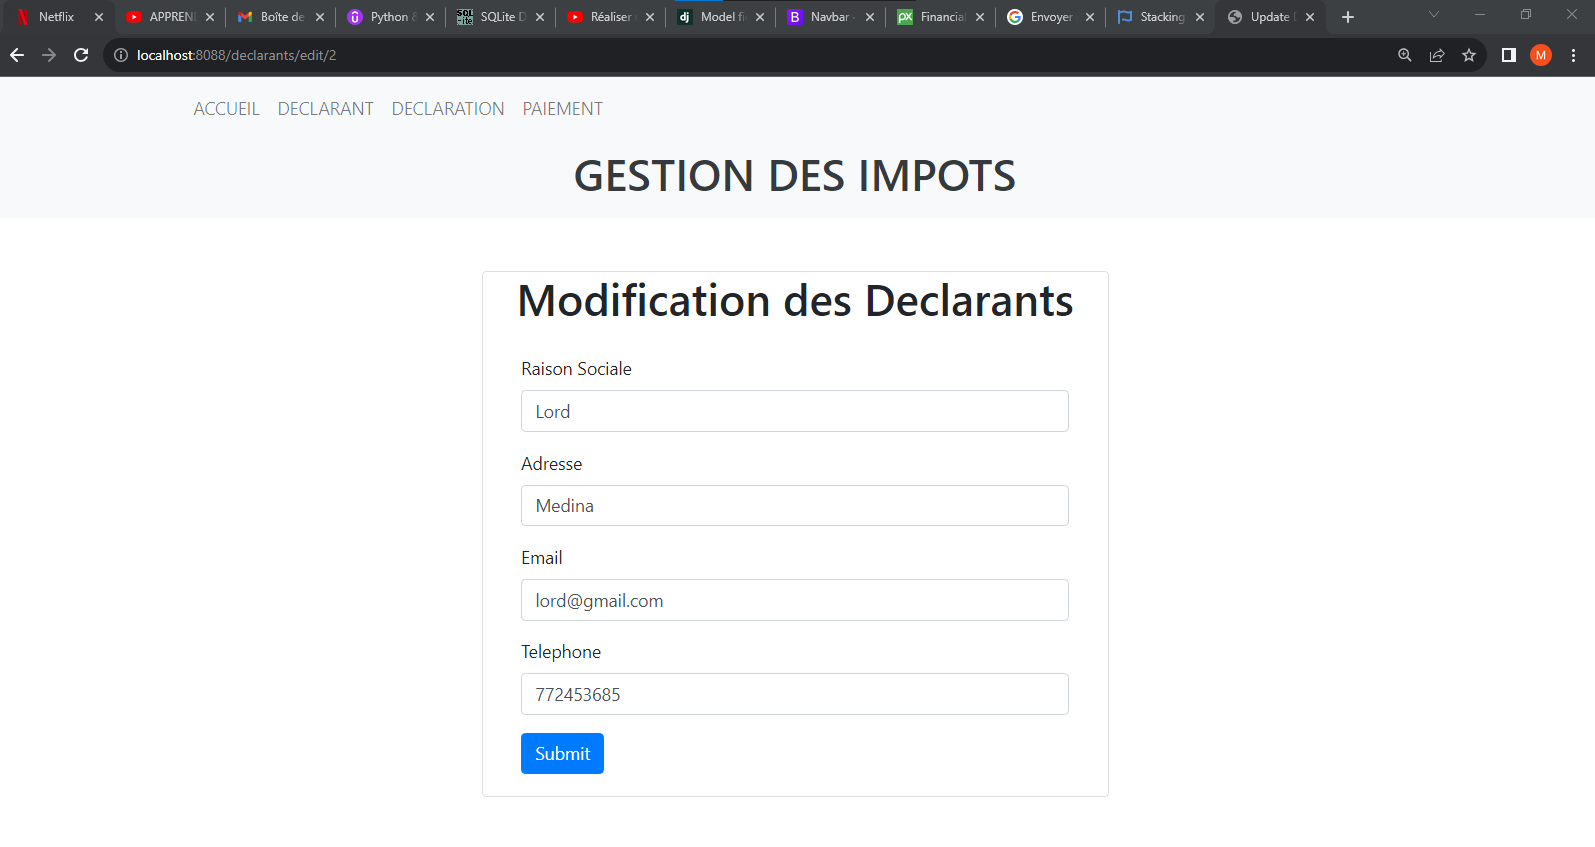 Netflix
APPREN
Boîte de
Python &
SQLite D
Réaliser
Model fi
Navbar
Financial
Envoyer
Stacking
Update
localhost:8088/declarants/edit/2
M
ACCUEIL DECLARANT DECLARATION PAIEMENT
GESTION DES IMPOTS
Modification des Declarants
Raison Sociale
Lord
Adresse
Medina
Email
lord@gmail.com
Telephone
772453685
Submit